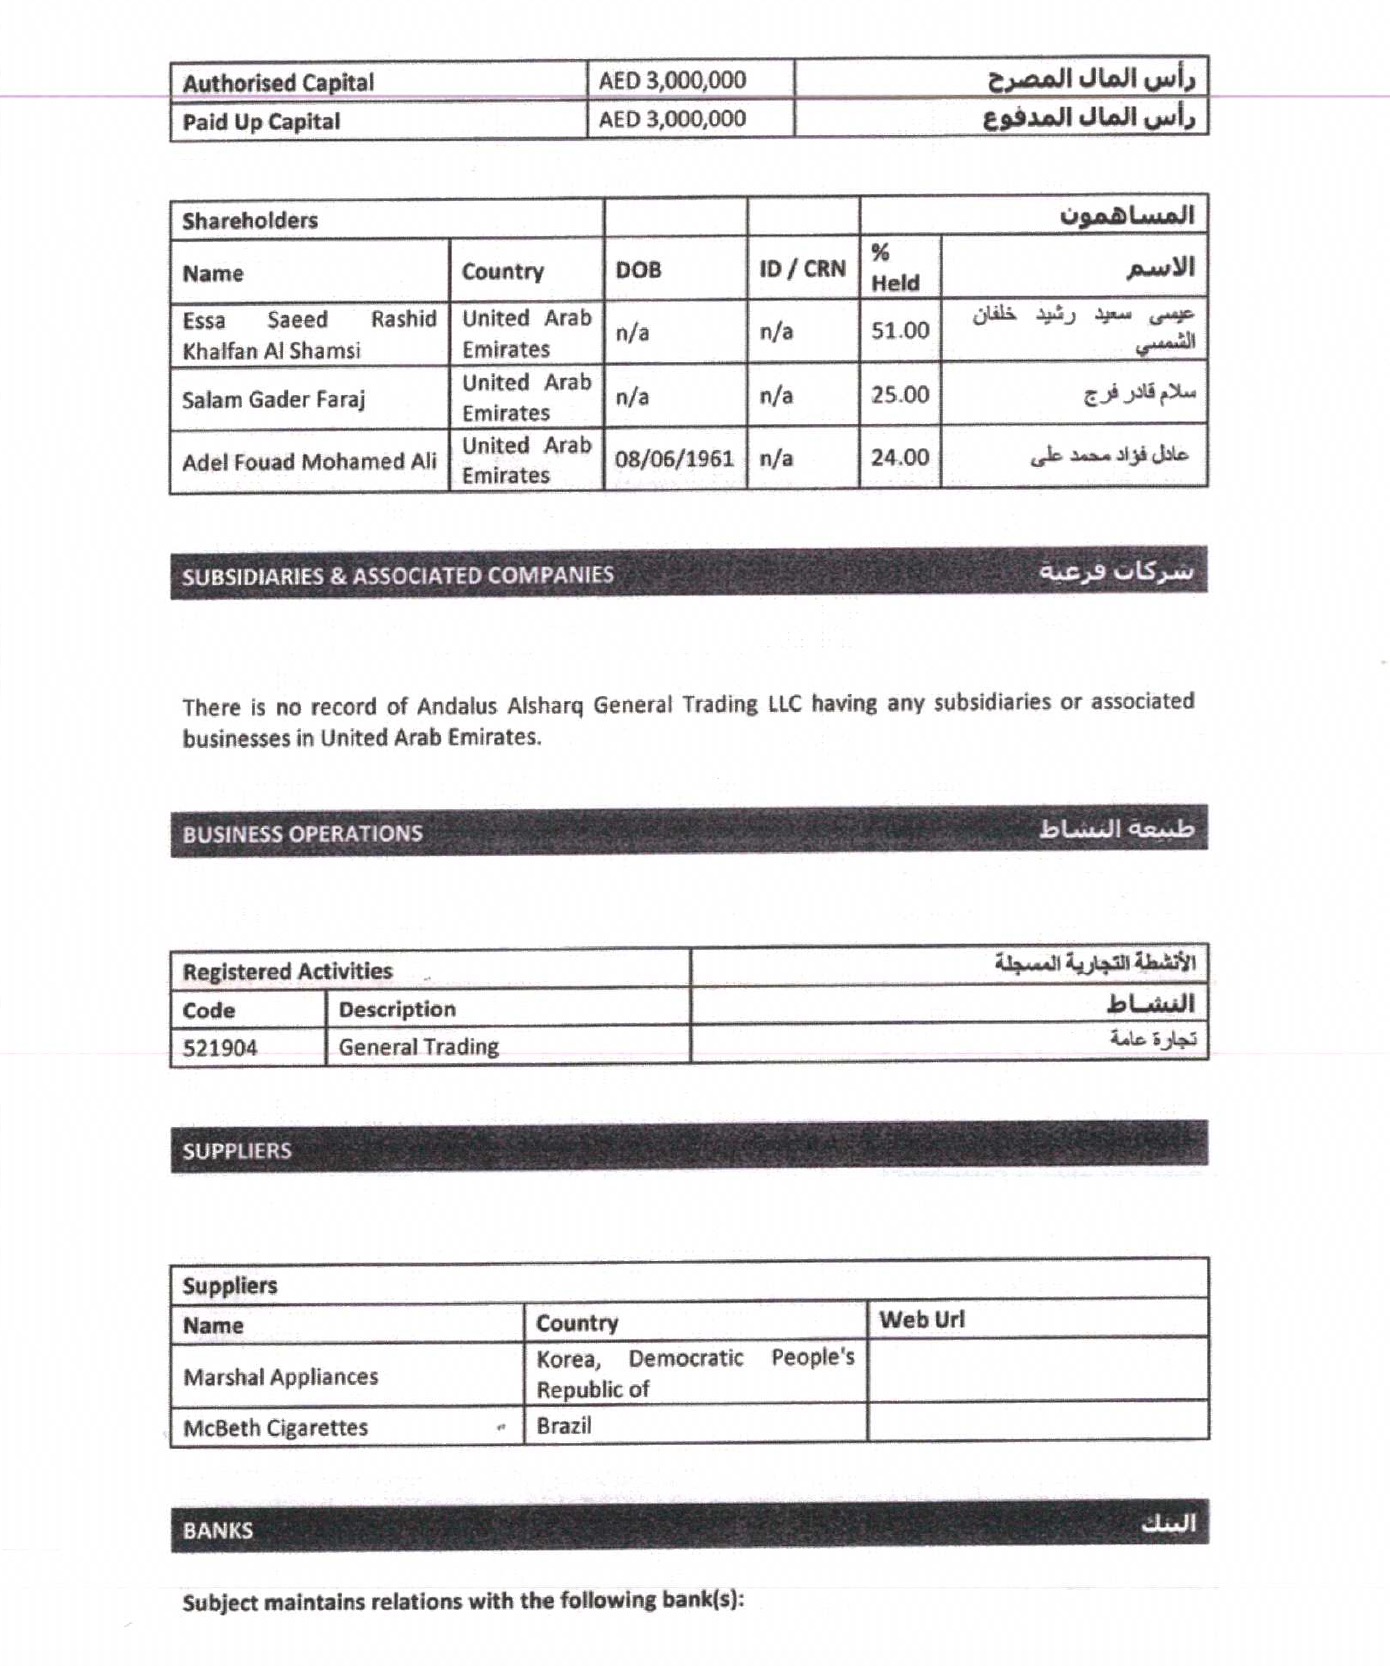 Authorised Capital AED 3,000,000 رأس المال المصرح
Paid Up Capital AED 3,000,000 رأس المال المدفوع
Shareholders المساهمون
Name Country DOB ID / CRN % Held الاسم
Essa Saeed Rashid United Arab n/a n/a 51.00 عيسى سعيد رشيد خلفان
Khalfan Al Shamsi Emirates الشمسي
Salam Gader Faraj United Arab n/a n/a 25.00 سلام قادر فرج
Emirates
Adel Fouad Mohamed Ali United Arab 08/06/1961 n/a 24.00 عادل فؤاد محمد على
Emirates
SUBSIDIARIES & ASSOCIATED COMPANIES شركات فرعية
There is no record of Andalus Alsharq General Trading LLC having any subsidiaries or associated
businesses in United Arab Emirates.
BUSINESS OPERATIONS طبيعة النشاط
Registered Activities الأنشطة التجارية المسجلة
Code Description النشاط
521904 General Trading تجارة عامة
SUPPLIERS
Suppliers
Name Country Web Url
Marshal Appliances Korea, Democratic People's
Republic of
McBeth Cigarettes Brazil
BANKS البنك
Subject maintains relations with the following bank(s):